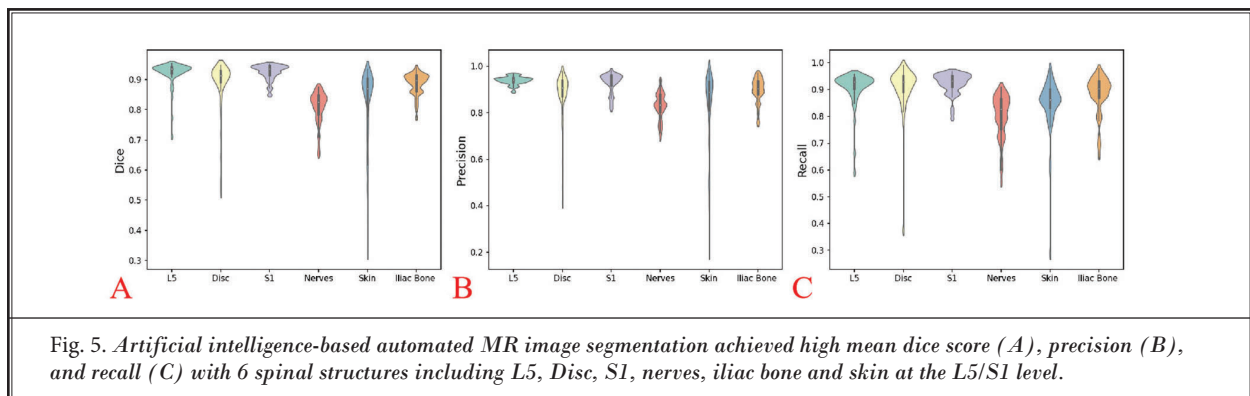 0.9
0.8
0.7
0.6
0.5
0.4
0.3
Dice
L5 Disc S1 Nerves Skin Iliac Bone
A
1.0
0.8
0.6
0.4
0.2
Precision
L5 Disc S1 Nerves Skin Iliac Bone
B
1.0
0.9
0.8
0.7
0.6
0.5
0.4
0.3
Recall
L5 Disc S1 Nerves Skin Iliac Bone
C
Fig. 5. Artificial intelligence-based automated MR image segmentation achieved high mean dice score (A), precision (B),
and recall (C) with 6 spinal structures including L5, Disc, S1, nerves, iliac bone and skin at the L5/S1 level.